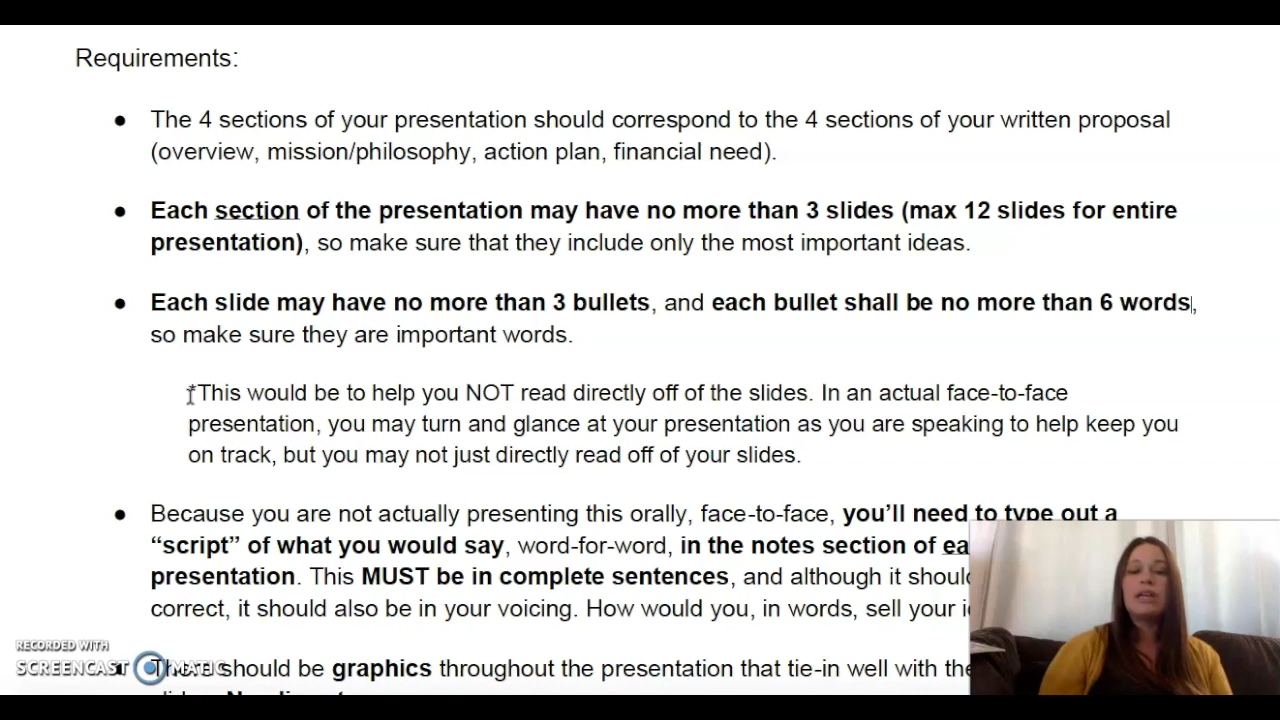 Requirements:
● The 4 sections of your presentation should correspond to the 4 sections of your written proposal
(overview, mission/philosophy, action plan, financial need).
● Each section of the presentation may have no more than 3 slides (max 12 slides for entire
presentation), so make sure that they include only the most important ideas.
● Each slide may have no more than 3 bullets, and each bullet shall be no more than 6 words,
so make sure they are important words.
*This would be to help you NOT read directly off of the slides. In an actual face-to-face
presentation, you may turn and glance at your presentation as you are speaking to help keep you
on track, but you may not just directly read off of your slides.
● Because you are not actually presenting this orally, face-to-face, you’ll need to type out a
“script” of what you would say, word-for-word, in the notes section of
presentation. This MUST be in complete sentences, and although it
correct, it should also be in your voicing. How would you, in words, sell your
● There should be graphics throughout the presentation that tie-in well with
RECORDED WITH
SCREENCAST MATIC